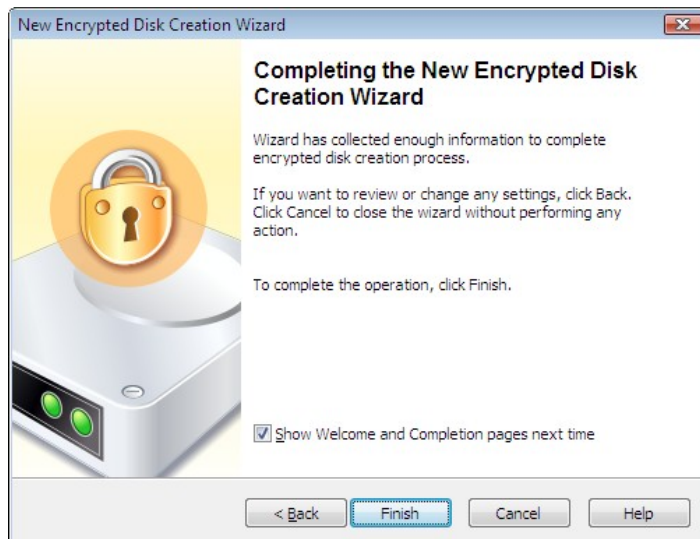 New Encrypted Disk Creation Wizard
Completing the New Encrypted Disk
Creation Wizard
Wizard has collected enough information to complete
encrypted disk creation process.
If you want to review or change any settings, click Back.
Click Cancel to close the wizard without performing any
action.
To complete the operation, click Finish.
Show Welcome and Completion pages next time
< Back
Finish
Cancel
Help